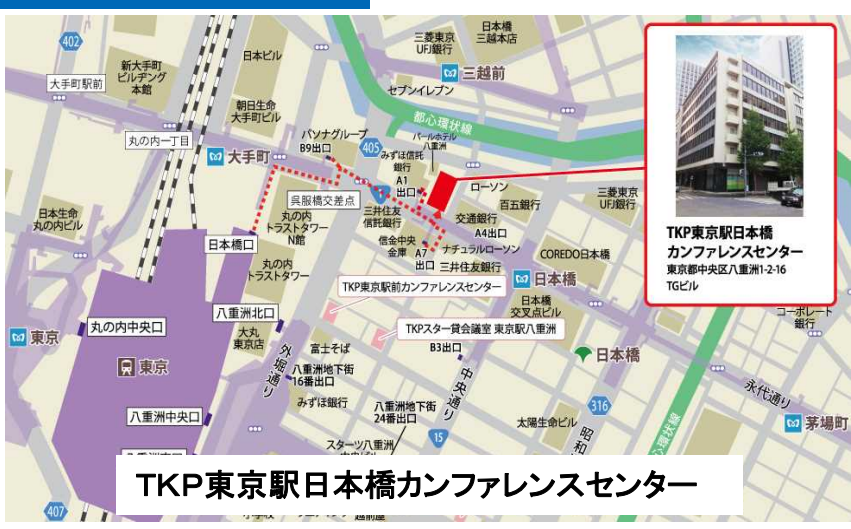 402
新大手町
ビルヂング
本館
大手町駅前
日本ビル
朝日生命
大手町ビル
丸の内一丁目
大手町
パソナグループ
B9出口
405
三菱東京
UFJ銀行
日本橋
三越本店
三越前
セブンイレブン
都心環状線
パールホテル
八重洲
みずほ信託
銀行
A1
出口
ローソン
百五銀行
三菱東京
UFJ銀行
呉服橋交差点
三井住友
信託銀行
交通銀行
A4出口
信金中央
金庫
A7
出口
ナチュラルローソン
三井住友銀行
COREDO日本橋
日本橋
日本橋
交叉点ビル
日本生命
丸の内ビル
日本橋口
丸の内
トラストタワー
N館
丸の内
トラストタワー
TKP東京駅前カンファレンスセンター
TKPスター貸会議室 東京駅八重洲
B3出口
八重洲北口
大丸
東京店
丸の内中央口
東京
東京
外堀通り
富士そば
八重洲地下街
16番出口
みずほ銀行
八重洲地下街
24番出口
中央通り
15
日本橋
316
太陽生命ビル
昭和
永代通り
茅場町
コーポレート
銀行
八重洲中央口
スターツ八重洲
407
TKP東京駅日本橋
カンファレンスセンター
東京都中央区八重洲1-2-16
TGビル
TKP東京駅日本橋カンファレンスセンター